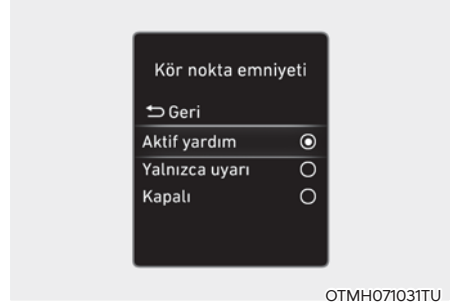 Kör nokta emniyeti
Geri
Aktif yardım
Yalnızca uyarı
Kapalı
OTMH071031TU